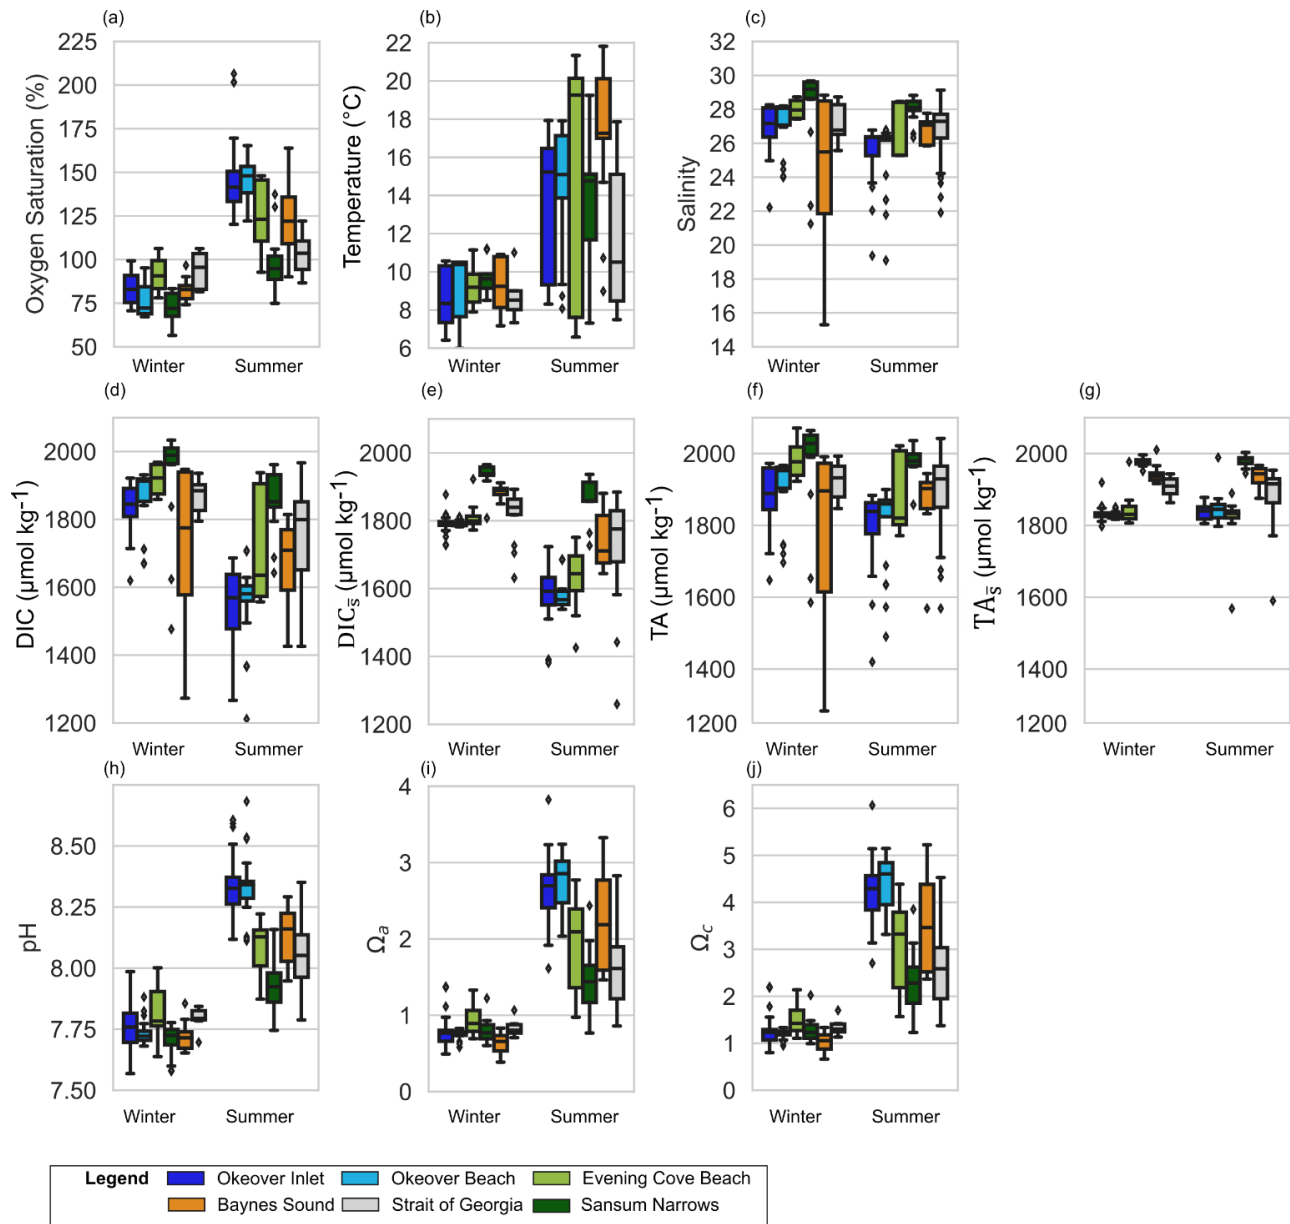 (a) (b) (c)
225 22 32
200 20 30
175 18 28
150 16 26
125 14 24
100 12 22
75 10 20
50 8 18
6 16
14
Oxygen Saturation (%)
Temperature (°C)
Salinity
Winter Summer Winter Summer Winter Summer
(d) (e) (f) (g)
2000 2000 2000 2000
1800 1800 1800 1800
1600 1600 1600 1600
1400 1400 1400 1400
1200 1200 1200 1200
DIC (µmol kg⁻¹)
DIC_s̄ (µmol kg⁻¹)
TA (µmol kg⁻¹)
TA_s̄ (µmol kg⁻¹)
Winter Summer Winter Summer Winter Summer Winter Summer
(h) (i) (j)
8.50 4 6
8.25 3 5
8.00 2 4
7.75 1 3
7.50 0 2
1
0
pH
Ωa
Ωc
Winter Summer Winter Summer Winter Summer
Legend Okeover Inlet Okeover Beach Evening Cove Beach
Baynes Sound Strait of Georgia Sansum Narrows